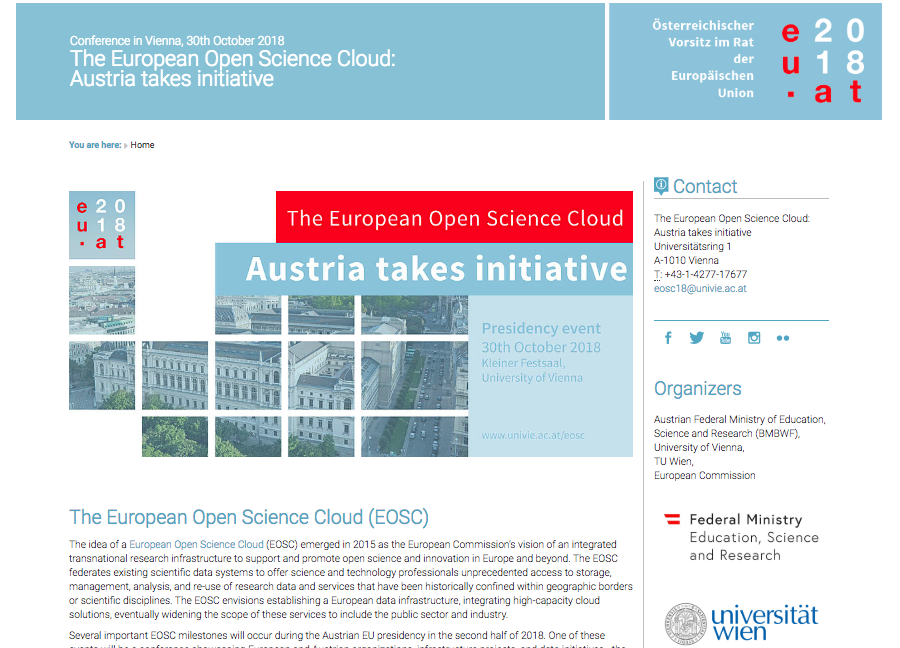 Conference in Vienna, 30th October 2018
The European Open Science Cloud:
Austria takes initiative
Österreichischer
Vorsitz im Rat
der
Europäischen
Union
e 2 0
u 1 8
. a t
You are here: Home
e 2 0
u 1 8
. a t
The European Open Science Cloud
Austria takes initiative
Presidency event
30th October 2018
Kleiner Festsaal,
University of Vienna
www.univie.ac.at/eosc
The European Open Science Cloud (EOSC)
The idea of a European Open Science Cloud (EOSC) emerged in 2015 as the European Commission's vision of an integrated
transnational research infrastructure to support and promote open science and innovation in Europe and beyond. The EOSC
federates existing scientific data systems to offer science and technology professionals unprecedented access to storage,
management, analysis, and re-use of research data and services that have been historically confined within geographic borders
or scientific disciplines. The EOSC envisions establishing a European data infrastructure, integrating high-capacity cloud
solutions, eventually widening the scope of these services to include the public sector and industry.
Several important EOSC milestones will occur during the Austrian EU presidency in the second half of 2018. One of these
events will be a conference showcasing European and Austrian organizations, infrastructure projects, and data initiatives - the
Contact
The European Open Science Cloud:
Austria takes initiative
Universitätsring 1
A-1010 Vienna
T: +43-1-4277-17677
eosc18@univie.ac.at
You
Tube
Organizers
Austrian Federal Ministry of Education,
Science and Research (BMBWF),
University of Vienna,
TU Wien,
European Commission
Federal Ministry
Education, Science
and Research
universität
wien